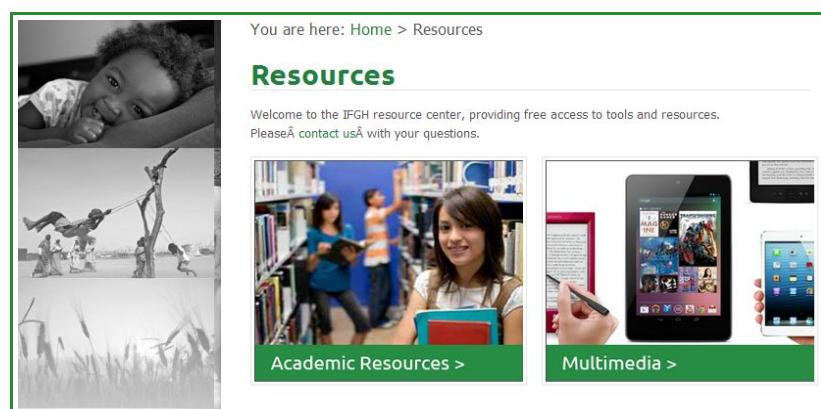 You are here: Home > Resources
Resources
Welcome to the IFGH resource center, providing free access to tools and resources.
PleaseÂ contact usÂ with your questions.
Academic Resources >
Multimedia >